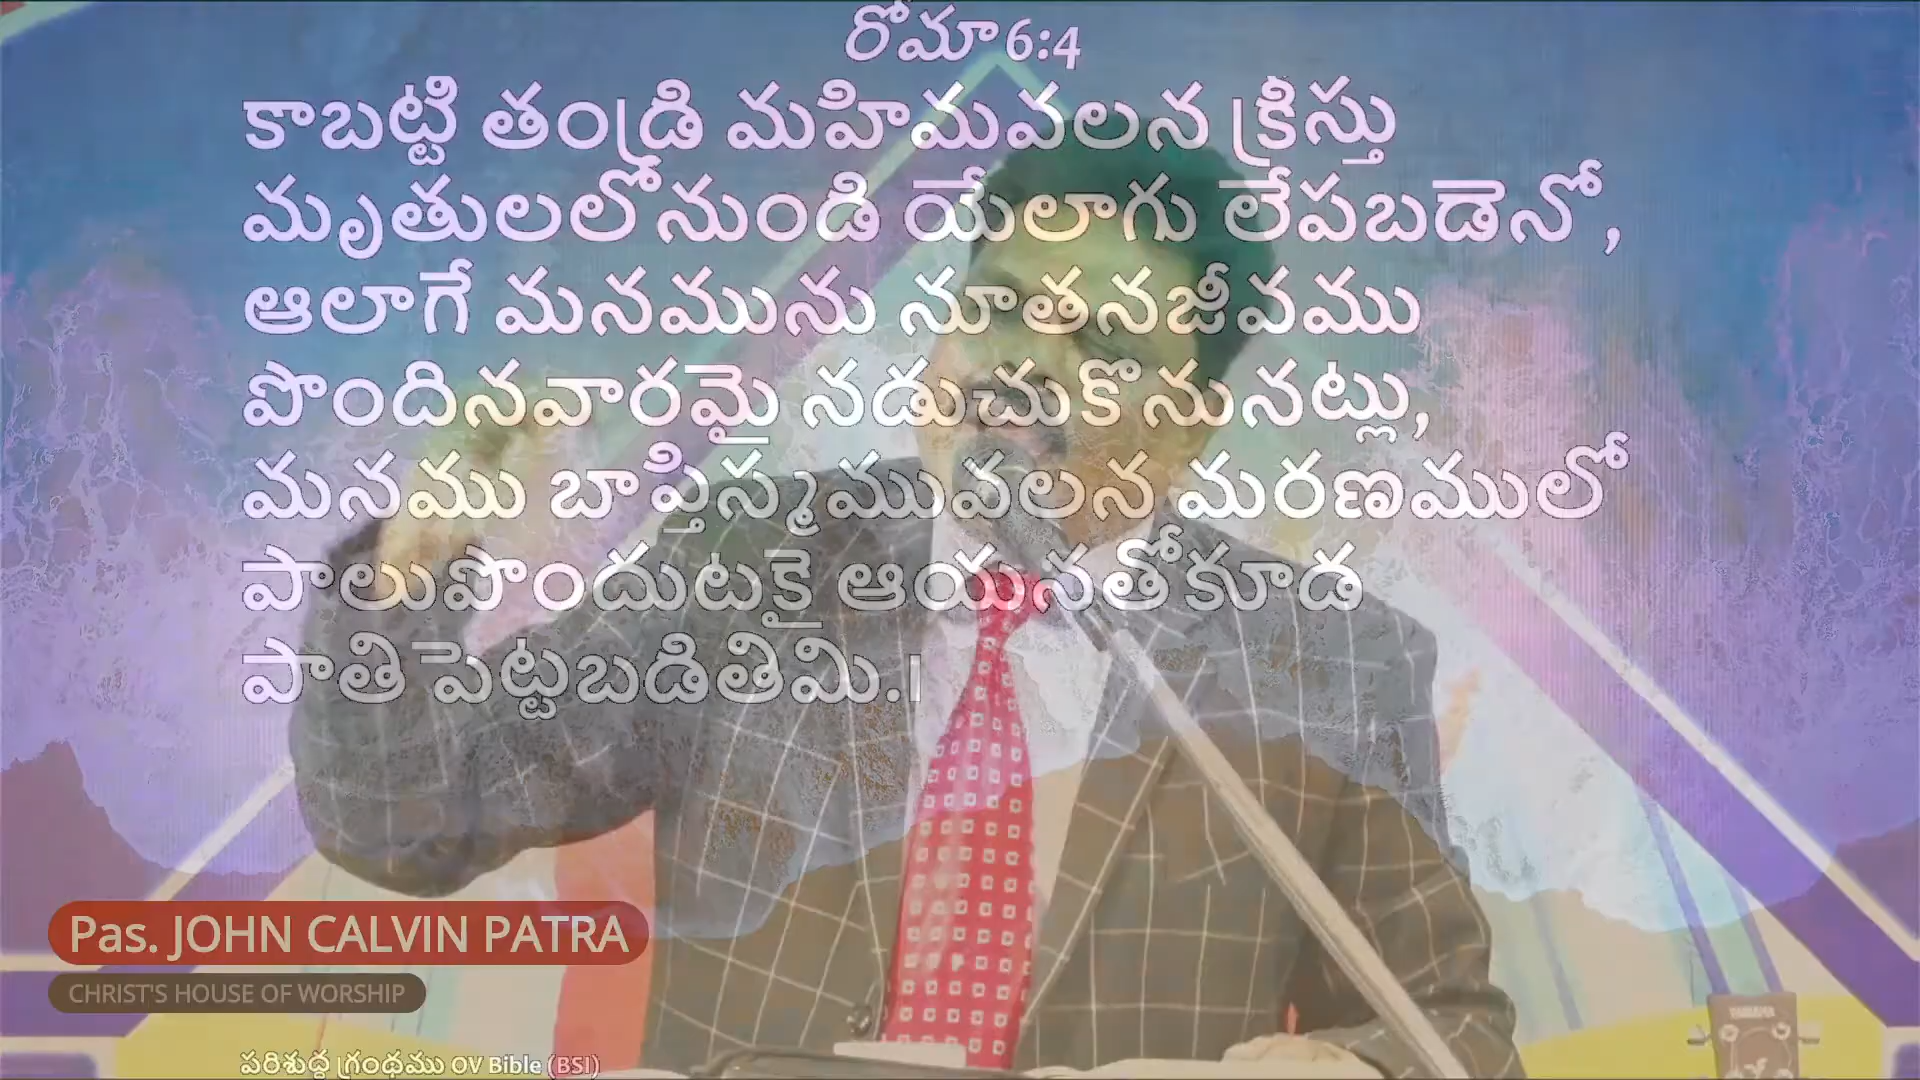 రోమా 6:4
కాబట్టి తండ్రి మహిమవలన క్రీస్తు
మృతులలోనుండి యేలాగు లేపబడెనో,
ఆలాగే మనమును నూతనజీవము
పొందినవారమై నడుచుకొనునట్లు,
మనము బాప్తిస్మమువలన మరణములో
పాలుపొందుటకై ఆయనతోకూడ
పాతి పెట్టబడితిమి.।
Pas. JOHN CALVIN PATRA
CHRIST'S HOUSE OF WORSHIP
పరిశుద్ధ గ్రంథము OV Bible (BSI)